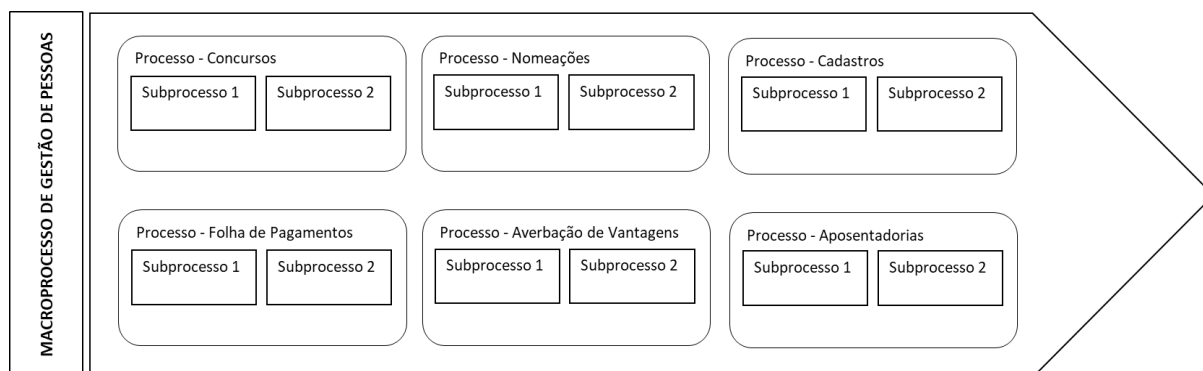 MACROPROCESSO DE GESTÃO DE PESSOAS
Processo - Concursos
Subprocesso 1
Subprocesso 2
Processo - Nomeações
Subprocesso 1
Subprocesso 2
Processo - Cadastros
Subprocesso 1
Subprocesso 2
Processo - Folha de Pagamentos
Subprocesso 1
Subprocesso 2
Processo - Averbação de Vantagens
Subprocesso 1
Subprocesso 2
Processo - Aposentadorias
Subprocesso 1
Subprocesso 2